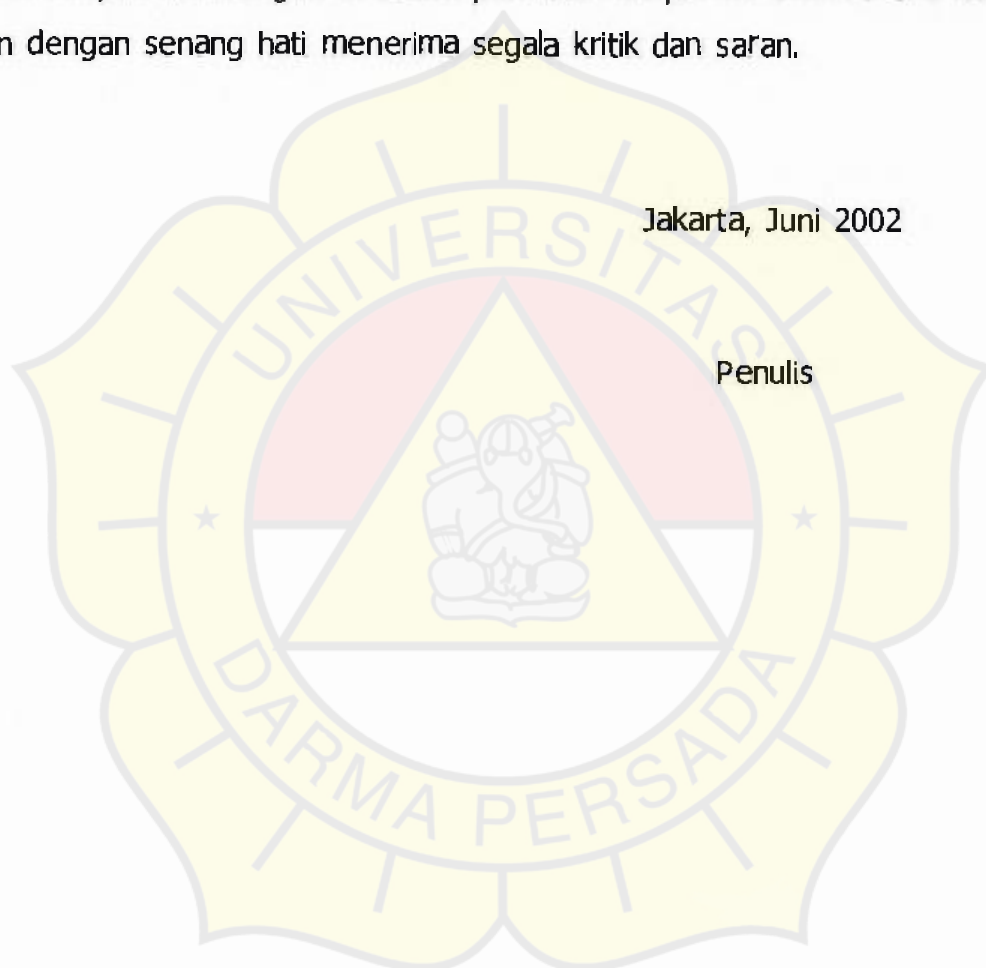 dengan senang hati menerima segala kritik dan saran.
Jakarta, Juni 2002
Penulis
UNIVERSITAS
DARMA PERSADA